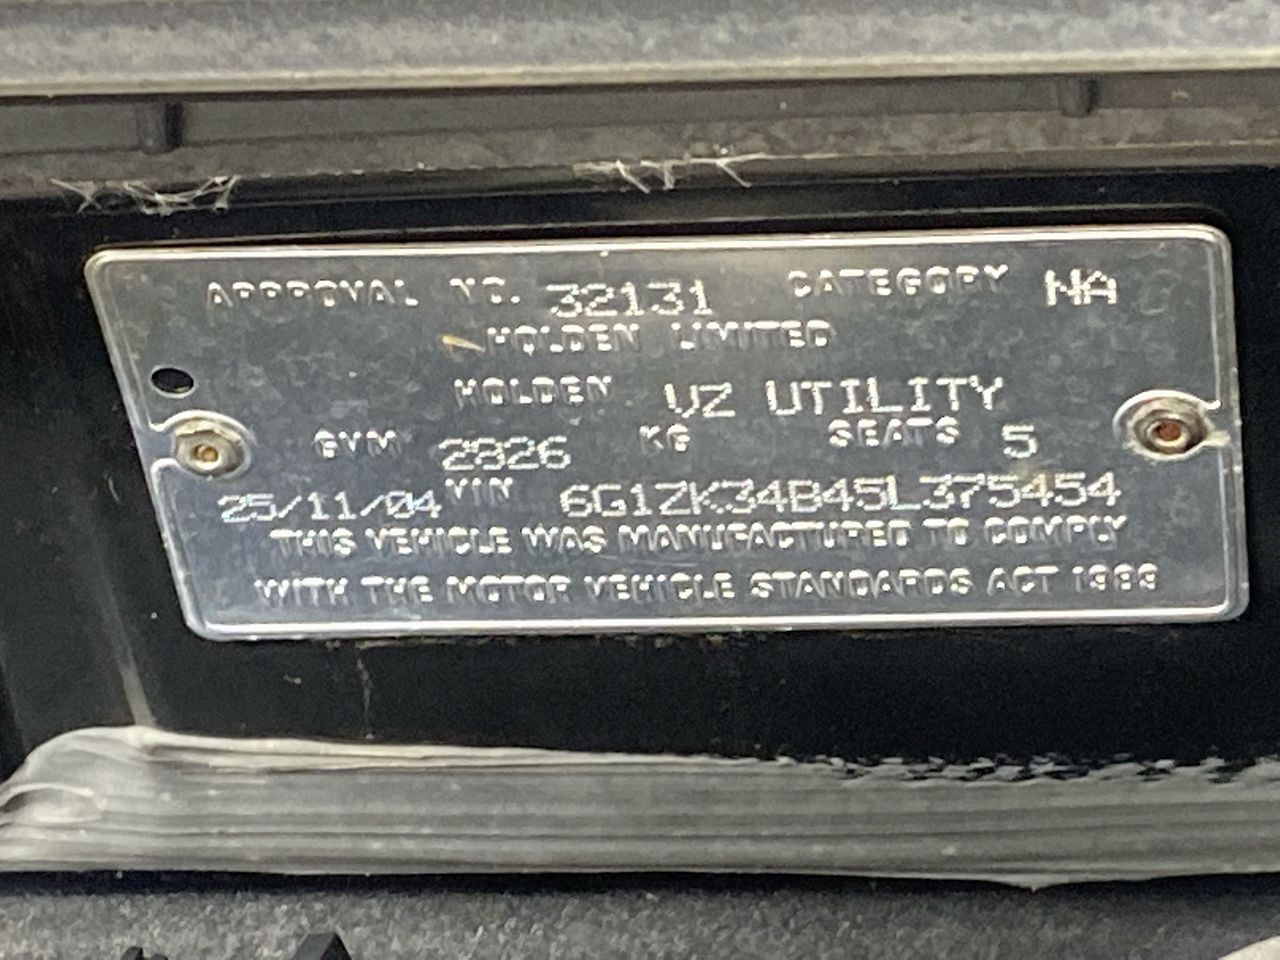 APPROVAL NO. 32131 CATEGORY NA
HOLDEN LIMITED
HOLDEN VZ UTILITY
GVM 2826 KG SEATS 5
25/11/04 VIN 6G1ZK34B45L375454
THIS VEHICLE WAS MANUFACTURED TO COMPLY
WITH THE MOTOR VEHICLE STANDARDS ACT 1989